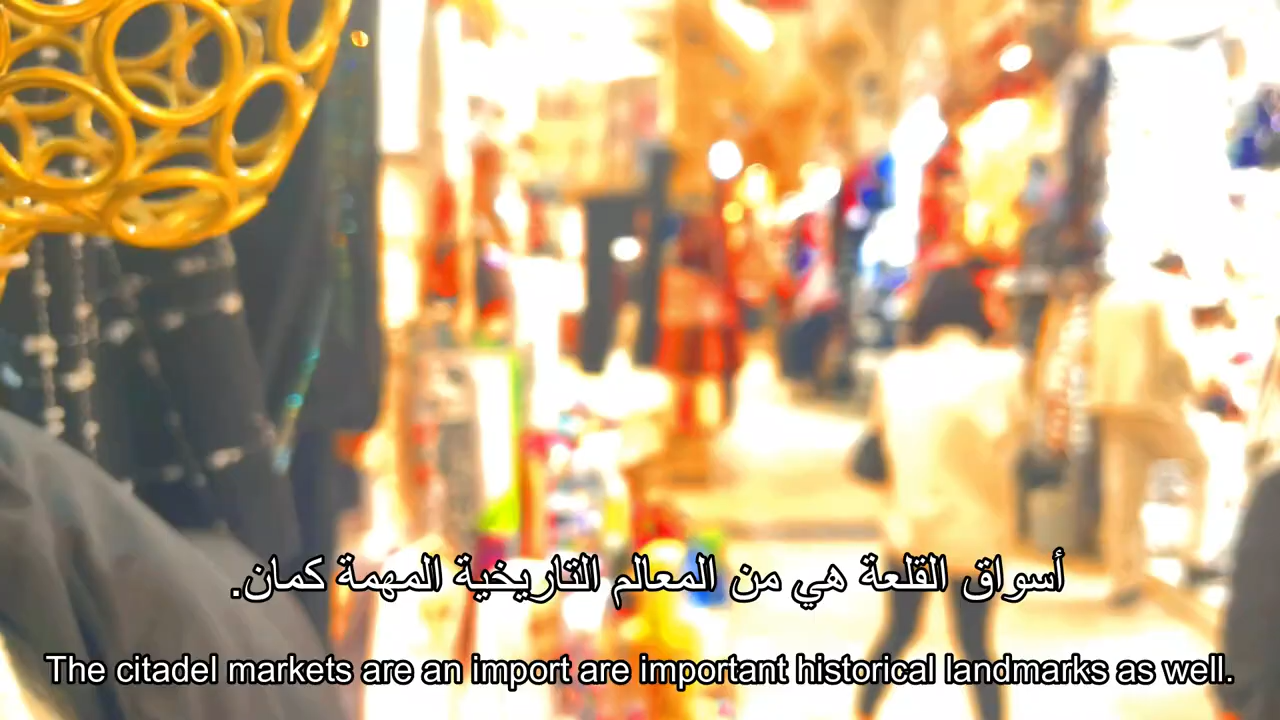 أسواق القلعة هي من المعالم التاريخية المهمة كمان.
The citadel markets are an import are important historical landmarks as well.